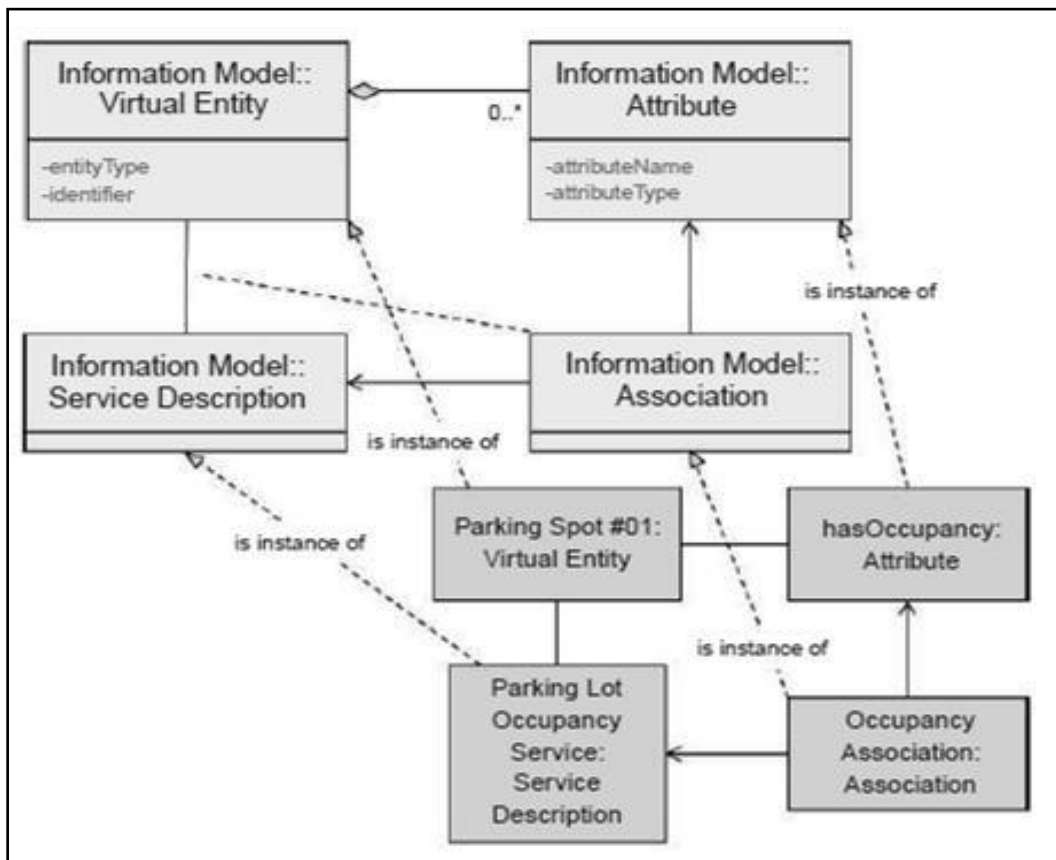 Information Model::
Virtual Entity
-entityType
-identifier
0..*
Information Model::
Attribute
-attributeName
-attributeType
is instance of
Information Model::
Service Description
Information Model::
Association
is instance of
is instance of
Parking Spot #01:
Virtual Entity
hasOccupancy:
Attribute
is instance of
Parking Lot
Occupancy
Service:
Service
Description
Occupancy
Association:
Association